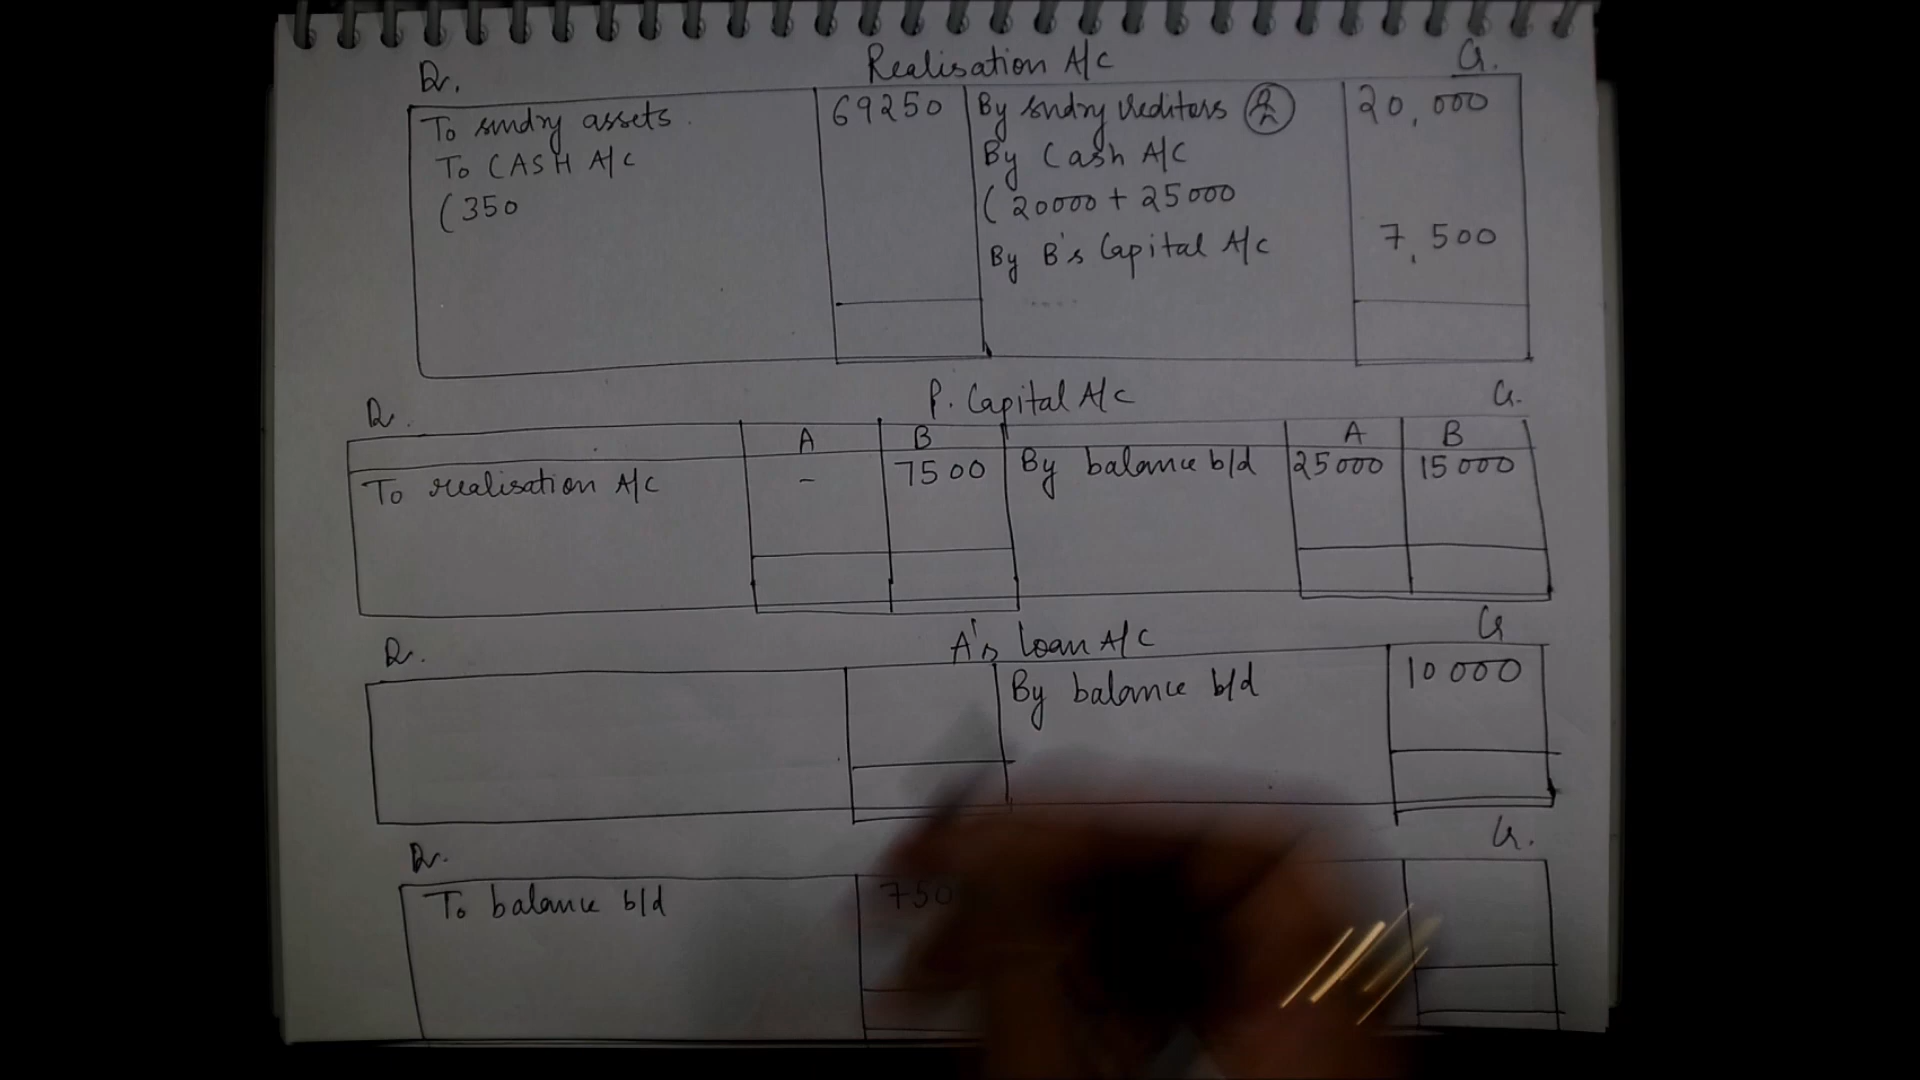 Realisation A/c
Dr. Cr.
To sundry assets 69250 By sndry creditors 20,000
To CASH A/c By Cash A/c
(350 (20000 + 25000
By B's Capital A/c 7,500
P. Capital A/c
Dr. Cr.
A B A B
To realisation A/c - 7500 By balance b/d 25000 15000
A's loan A/c
Dr. Cr
By balance b/d 10000
Dr. Cr.
To balance b/d 750